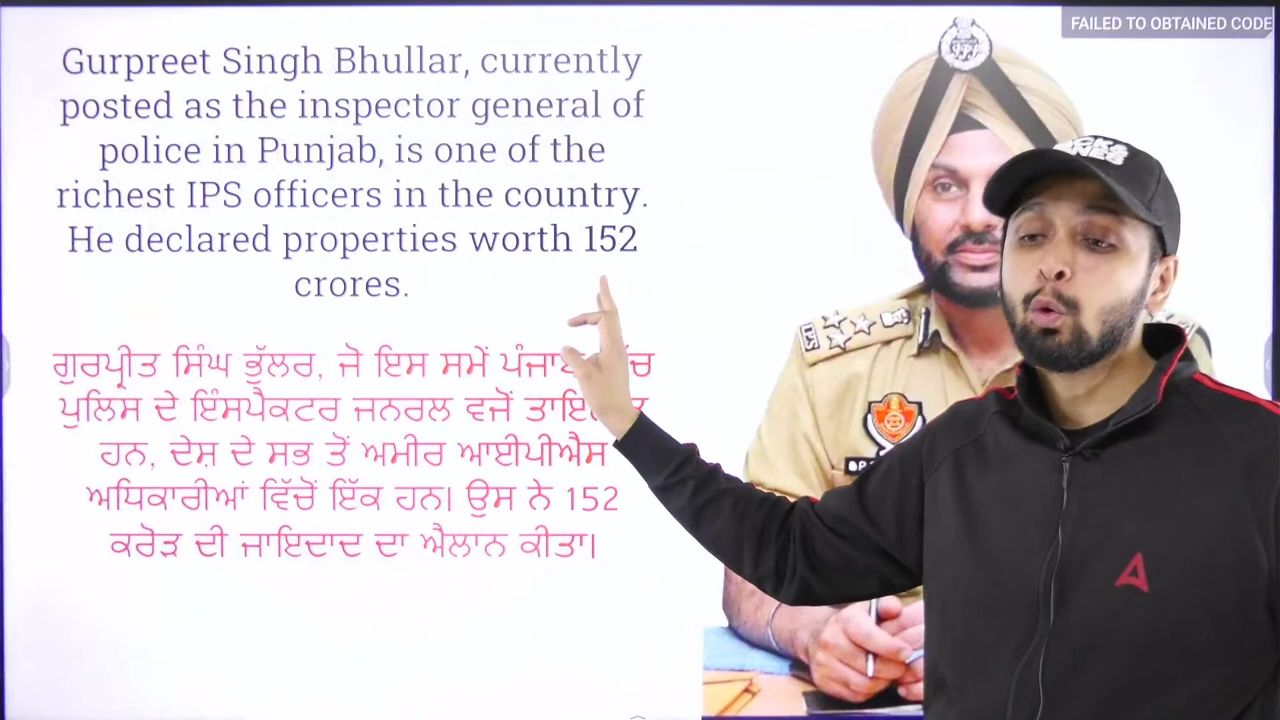 FAILED TO OBTAINED CODE
Gurpreet Singh Bhullar, currently
posted as the inspector general of
police in Punjab, is one of the
richest IPS officers in the country.
He declared properties worth 152
crores.
ਗੁਰਪ੍ਰੀਤ ਸਿੰਘ ਭੁੱਲਰ, ਜੋ ਇਸ ਸਮੇਂ
ਪੁਲਿਸ ਦੇ ਇੰਸਪੈਕਟਰ ਜਨਰਲ ਵਜੋਂ
ਹਨ, ਦੇਸ਼ ਦੇ ਸਭ ਤੋਂ ਅਮੀਰ ਆਈਪੀਐਸ
ਅਧਿਕਾਰੀਆਂ ਵਿੱਚੋਂ ਇੱਕ ਹਨ। ਉਸ ਨੇ 152
ਕਰੋੜ ਦੀ ਜਾਇਦਾਦ ਦਾ ਐਲਾਨ ਕੀਤਾ।
IPS